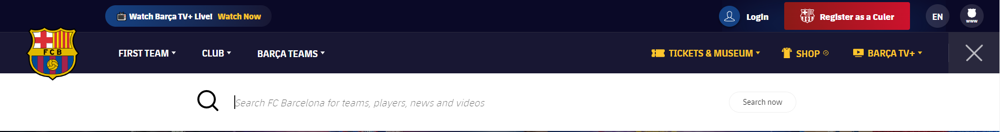 Watch Barça TV+ Live! Watch Now
Login
Register as a Culer
EN
www
FCB
FIRST TEAM
CLUB
BARÇA TEAMS
TICKETS & MUSEUM
SHOP
BARÇA TV+
Search FC Barcelona for teams, players, news and videos
Search now